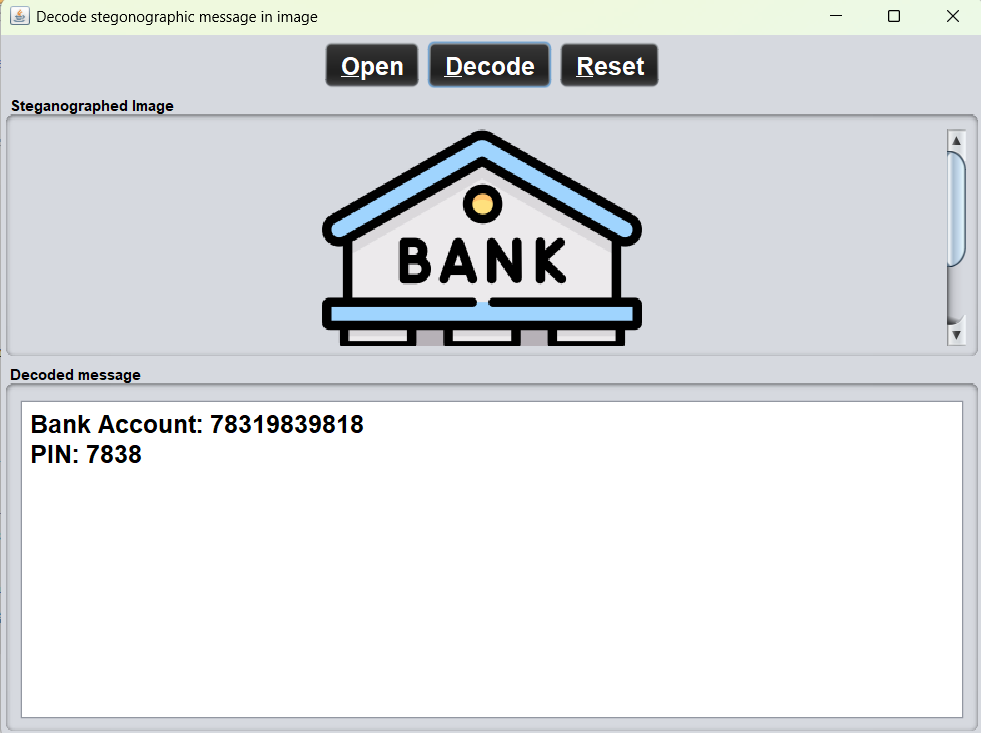 Decode stegonographic message in image
Open Decode Reset
Steganographed Image
BANK
Decoded message
Bank Account: 78319839818
PIN: 7838